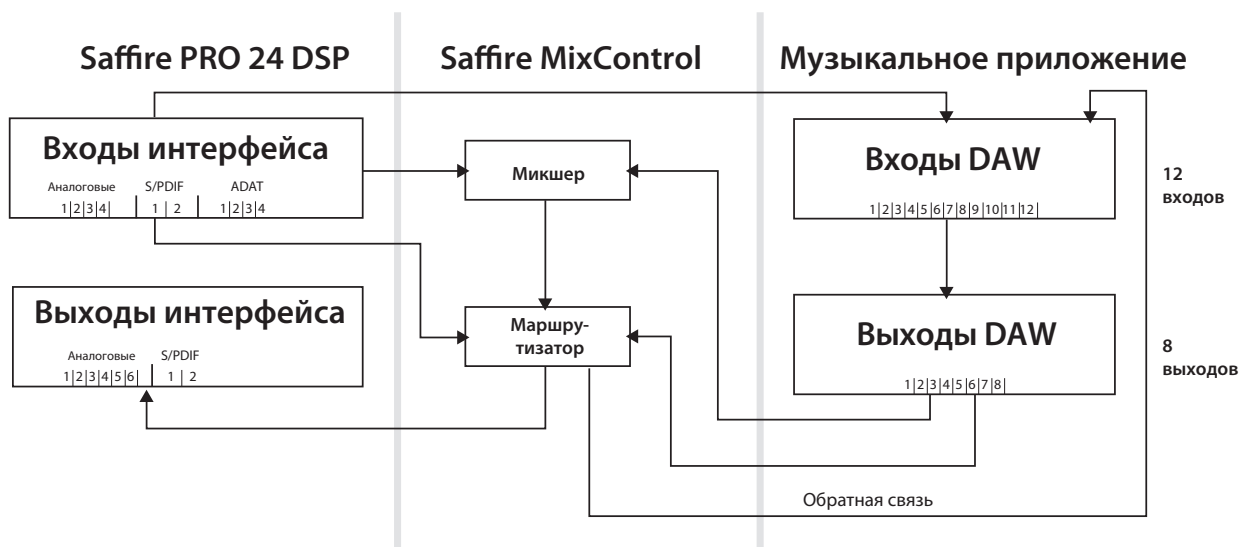 Saffire PRO 24 DSP
Saffire MixControl
Музыкальное приложение
Входы интерфейса
Аналоговые S/PDIF ADAT
1|2|3|4| 1 | 2 1|2|3|4
Микшер
Входы DAW
1|2|3|4|5|6|7|8|9|10|11|12|
12
входов
Выходы интерфейса
Аналоговые S/PDIF
1|2|3|4|5|6| 1 | 2
Маршру-
тизатор
Выходы DAW
1|2|3|4|5|6|7|8|
8
выходов
Обратная связь